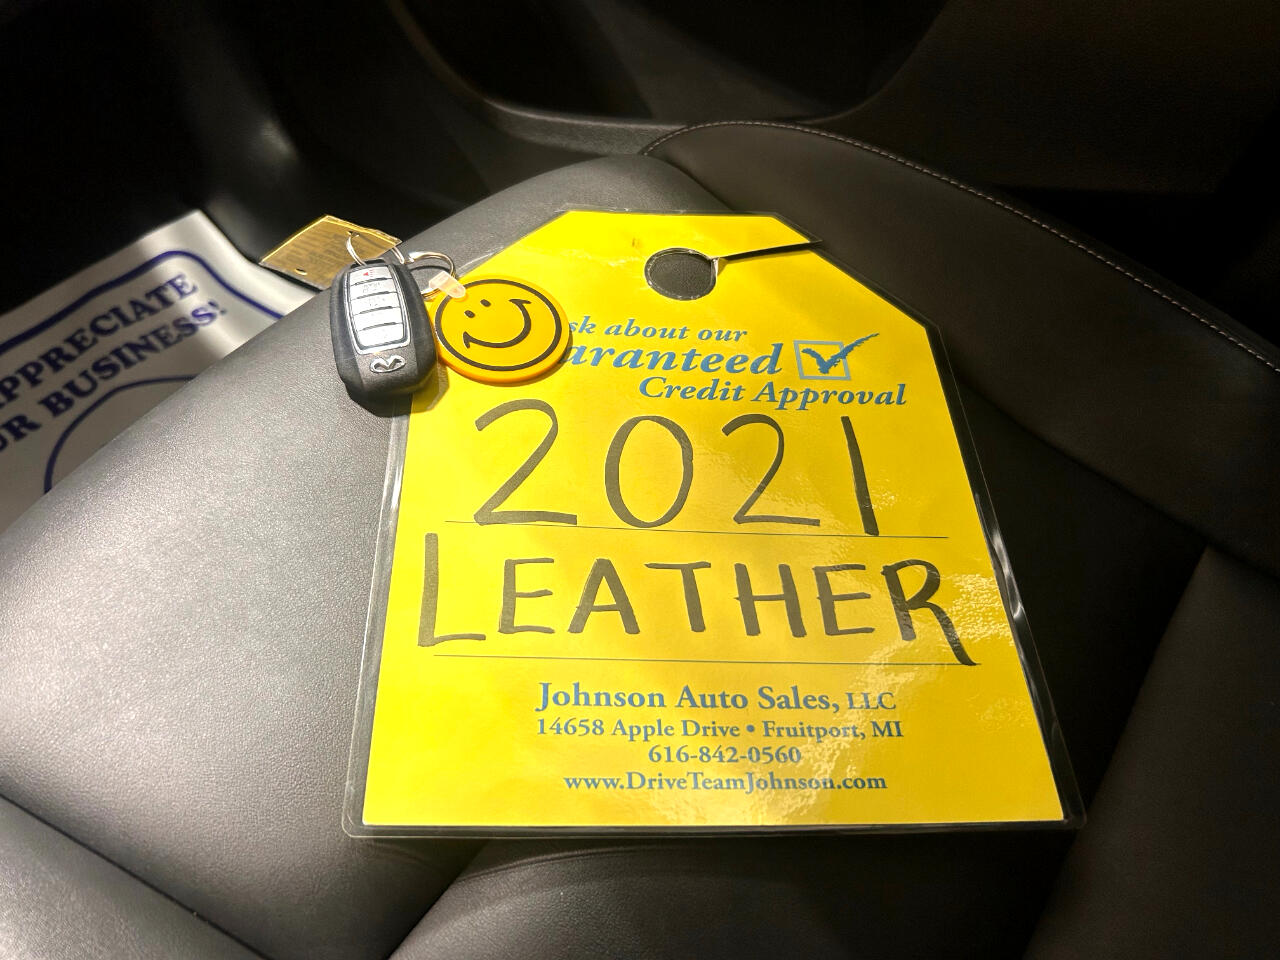 APPRECIATE
UR BUSINESS!
sk about our
aranteed
Credit Approval
2021
LEATHER
Johnson Auto Sales, LLC
14658 Apple Drive • Fruitport, MI
616-842-0560
www.DriveTeamJohnson.com